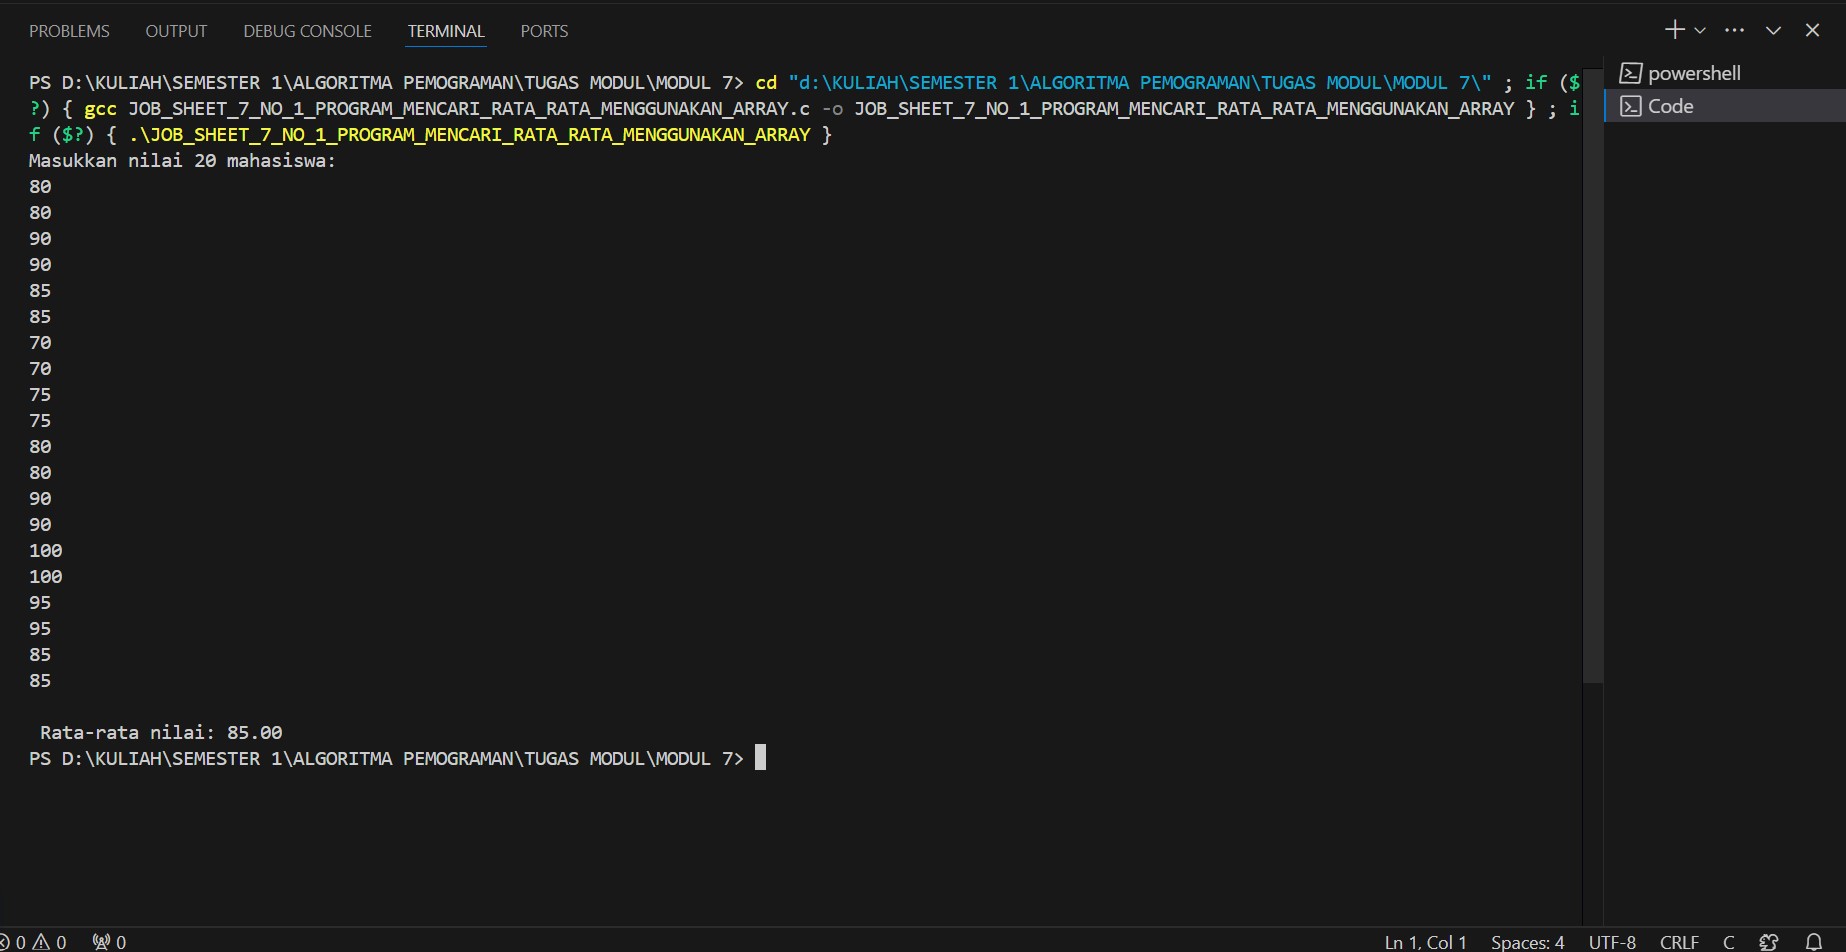 PROBLEMS OUTPUT DEBUG CONSOLE TERMINAL PORTS
PS D:\KULIAH\SEMESTER 1\ALGORITMA PEMOGRAMAN\TUGAS MODUL\MODUL 7> cd "d:\KULIAH\SEMESTER 1\ALGORITMA PEMOGRAMAN\TUGAS MODUL\MODUL 7\" ; if ($
?) { gcc JOB_SHEET_7_NO_1_PROGRAM_MENCARI_RATA_RATA_MENGGUNAKAN_ARRAY.c -o JOB_SHEET_7_NO_1_PROGRAM_MENCARI_RATA_RATA_MENGGUNAKAN_ARRAY } ; i
f ($?) { .\JOB_SHEET_7_NO_1_PROGRAM_MENCARI_RATA_RATA_MENGGUNAKAN_ARRAY }
Masukkan nilai 20 mahasiswa:
80
80
90
90
85
85
70
70
75
75
80
80
90
90
100
100
95
95
85
85
Rata-rata nilai: 85.00
PS D:\KULIAH\SEMESTER 1\ALGORITMA PEMOGRAMAN\TUGAS MODUL\MODUL 7>
powershell
Code
0 0 0 Ln 1, Col 1 Spaces: 4 UTF-8 CRLF C